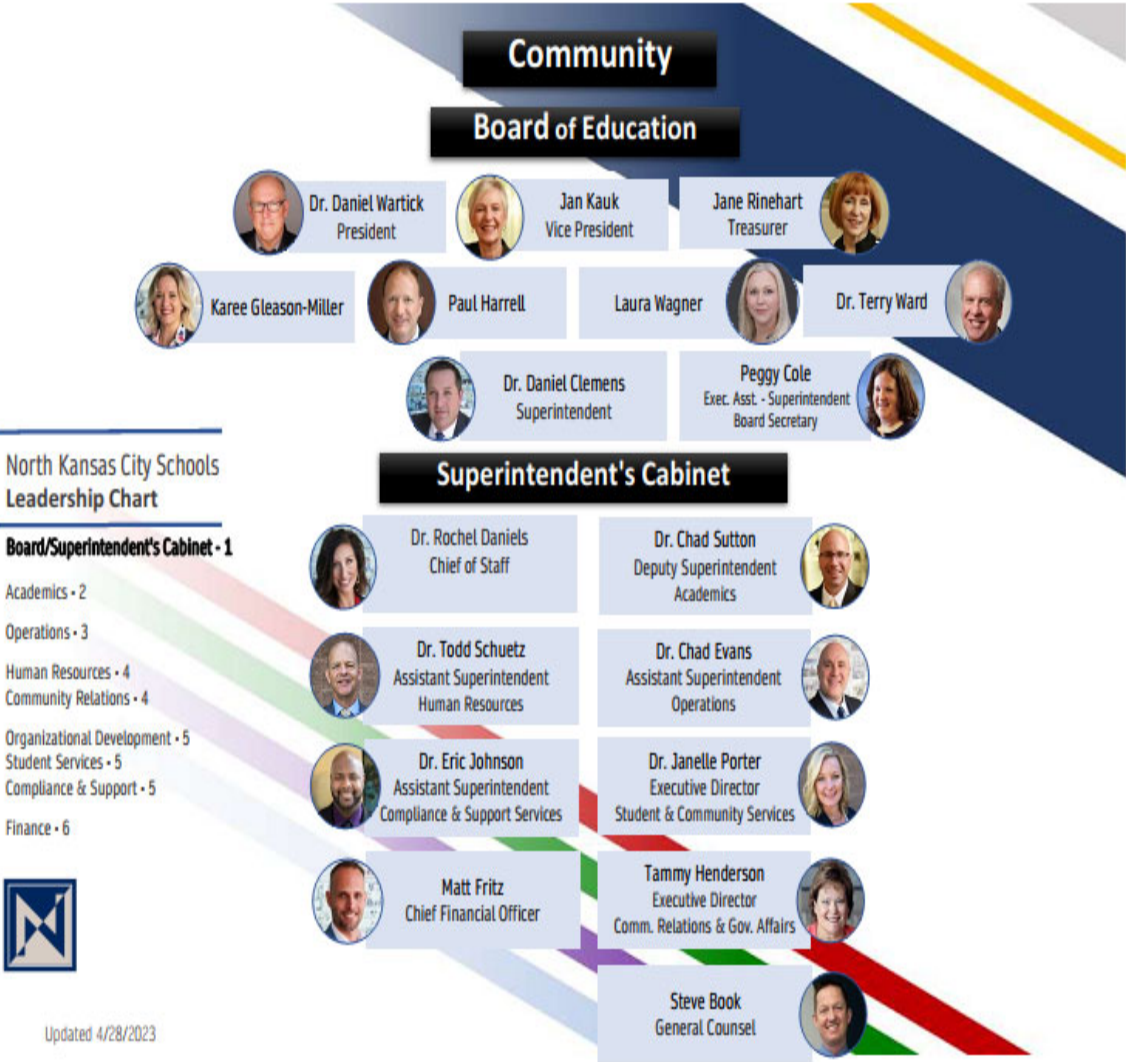 Community
Board of Education
Dr. Daniel Wartick
President
Jan Kauk
Vice President
Jane Rinehart
Treasurer
Karee Gleason-Miller
Paul Harrell
Laura Wagner
Dr. Terry Ward
Dr. Daniel Clemens
Superintendent
Peggy Cole
Exec. Asst. - Superintendent
Board Secretary
North Kansas City Schools
Leadership Chart
Board/Superintendent's Cabinet - 1
Academics • 2
Operations • 3
Human Resources • 4
Community Relations • 4
Organizational Development • 5
Student Services • 5
Compliance & Support • 5
Finance • 6
Updated 4/28/2023
Superintendent's Cabinet
Dr. Rochel Daniels
Chief of Staff
Dr. Chad Sutton
Deputy Superintendent
Academics
Dr. Todd Schuetz
Assistant Superintendent
Human Resources
Dr. Chad Evans
Assistant Superintendent
Operations
Dr. Eric Johnson
Assistant Superintendent
Compliance & Support Services
Dr. Janelle Porter
Executive Director
Student & Community Services
Matt Fritz
Chief Financial Officer
Tammy Henderson
Executive Director
Comm. Relations & Gov. Affairs
Steve Book
General Counsel